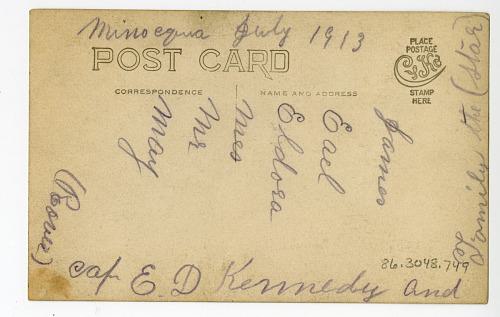 Minocqua July 1913
POST CARD
CORRESPONDENCE
NAME AND ADDRESS
PLACE
POSTAGE
CYKO
STAMP
HERE
James
Earl
Eldora
Mrs
Mr
May
(Rover)
Cap E. D Kennedy and
Family the (Star)
86.3048.749